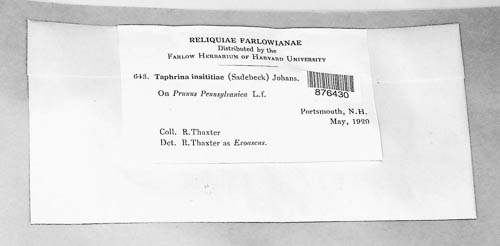 RELIQUIAE FARLOWIANAE
Distributed by the
FARLOW HERBARIUM OF HARVARD UNIVERSITY
643. Taphrina insititiae (Sadebeck) Johans.
876430
On Prunus Pennsylvanica L.f.
Portsmouth, N.H.
May, 1920
Coll. R.Thaxter
Det. R.Thaxter as Exoascus.